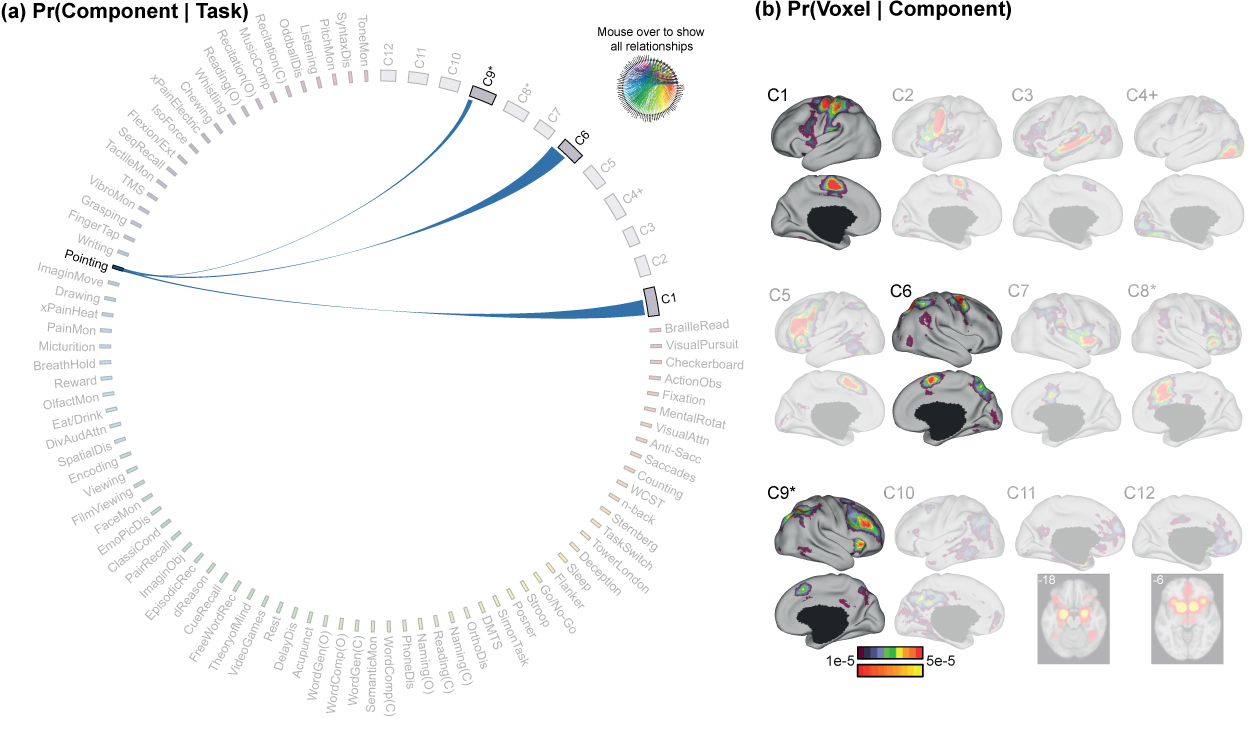 (a) Pr(Component | Task)
(b) Pr(Voxel | Component)
Mouse over to show
all relationships
ToneMon
SyntaxDis
PitchMon
Listening
OddballDis
Recitation(C)
MusicComp
Recitation(O)
Reading(O)
Whistling
Chewing
xPainElectric
IsoForce
Flexion/Ext
SeqRecall
TactileMon
TMS
VibroMon
Grasping
FingerTap
Writing
Pointing
ImaginMove
Drawing
xPainHeat
PainMon
Micturition
BreathHold
Reward
OlfactMon
Eat/Drink
DivAudAttn
SpatialDis
Encoding
Viewing
FilmViewing
FaceMon
EmoPicDis
ClassiCond
PairRecall
ImaginObj
EpisodicRec
dReason
CueRecall
FreeWordRec
TheoryofMind
VideoGames
Rest
DelayDis
Acupunct
WordGen(O)
WordComp(O)
WordGen(C)
SemanticMon
WordComp(C)
PhoneDis
Naming(O)
Reading(C)
Naming(C)
OrthoDis
DMTS
SimonTask
Posner
Stroop
Go/No-Go
Flanker
Sleep
Deception
TowerLondon
TaskSwitch
Sternberg
n-back
WCST
Counting
Saccades
Anti-Sacc
VisualAttn
MentalRotat
Fixation
ActionObs
Checkerboard
VisualPursuit
BrailleRead
C1
C2
C3
C4+
C5
C6
C7
C8*
C9*
C10
C11
C12
C1
C2
C3
C4+
C5
C6
C7
C8*
C9*
C10
C11
C12
-18
-6
1e-5
5e-5